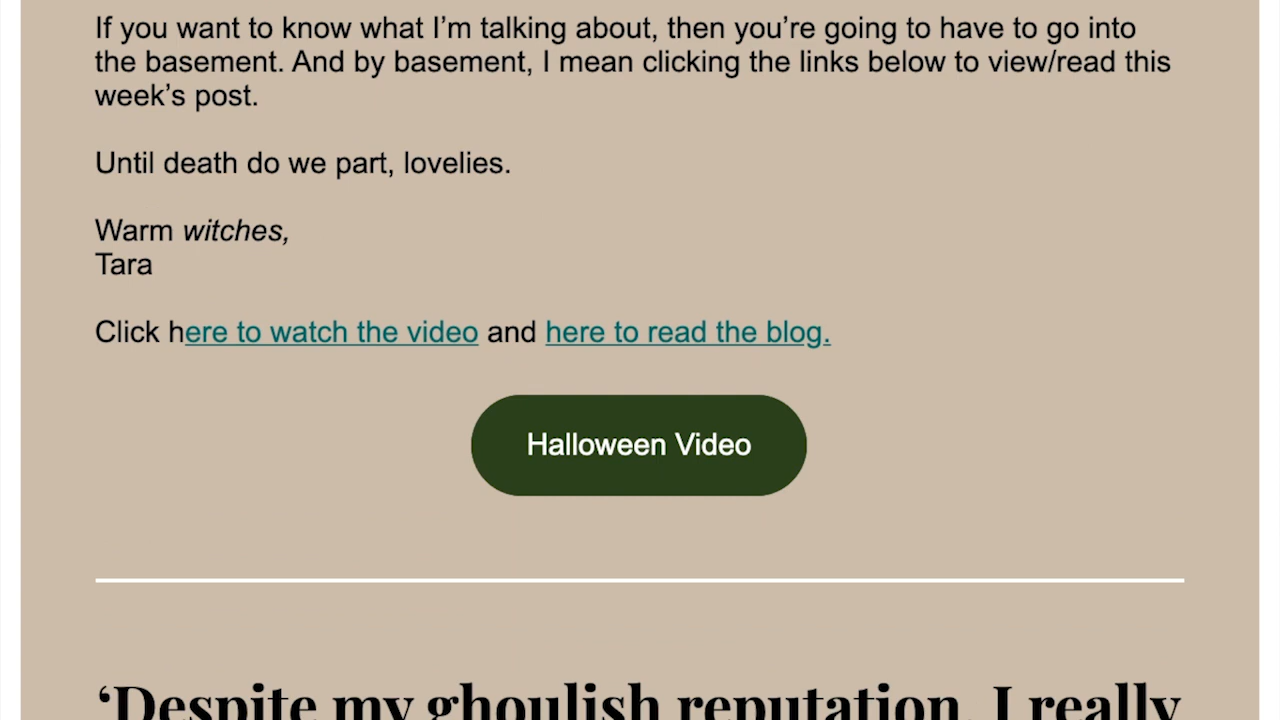 If you want to know what I’m talking about, then you’re going to have to go into
the basement. And by basement, I mean clicking the links below to view/read this
week’s post.
Until death do we part, lovelies.
Warm witches,
Tara
Click here to watch the video and here to read the blog.
Halloween Video
‘Despite my ghoulish reputation, I really